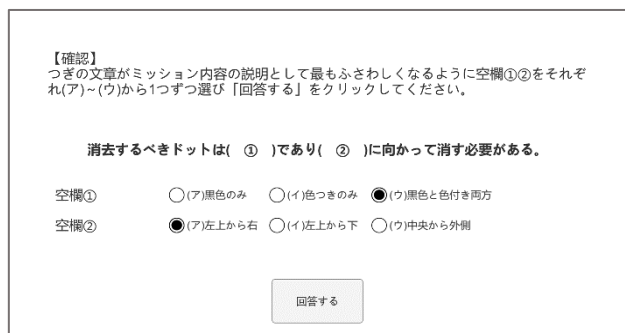 【確認】
つぎの文章がミッション内容の説明として最もふさわしくなるように空欄①②をそれぞ
れ(ア)~(ウ)から1つずつ選び「回答する」をクリックしてください。
消去するべきドットは( ① )であり( ② )に向かって消す必要がある。
空欄① (ア)黒色のみ (イ)色つきのみ (ウ)黒色と色付き両方
空欄② (ア)左上から右 (イ)左上から下 (ウ)中央から外側
回答する